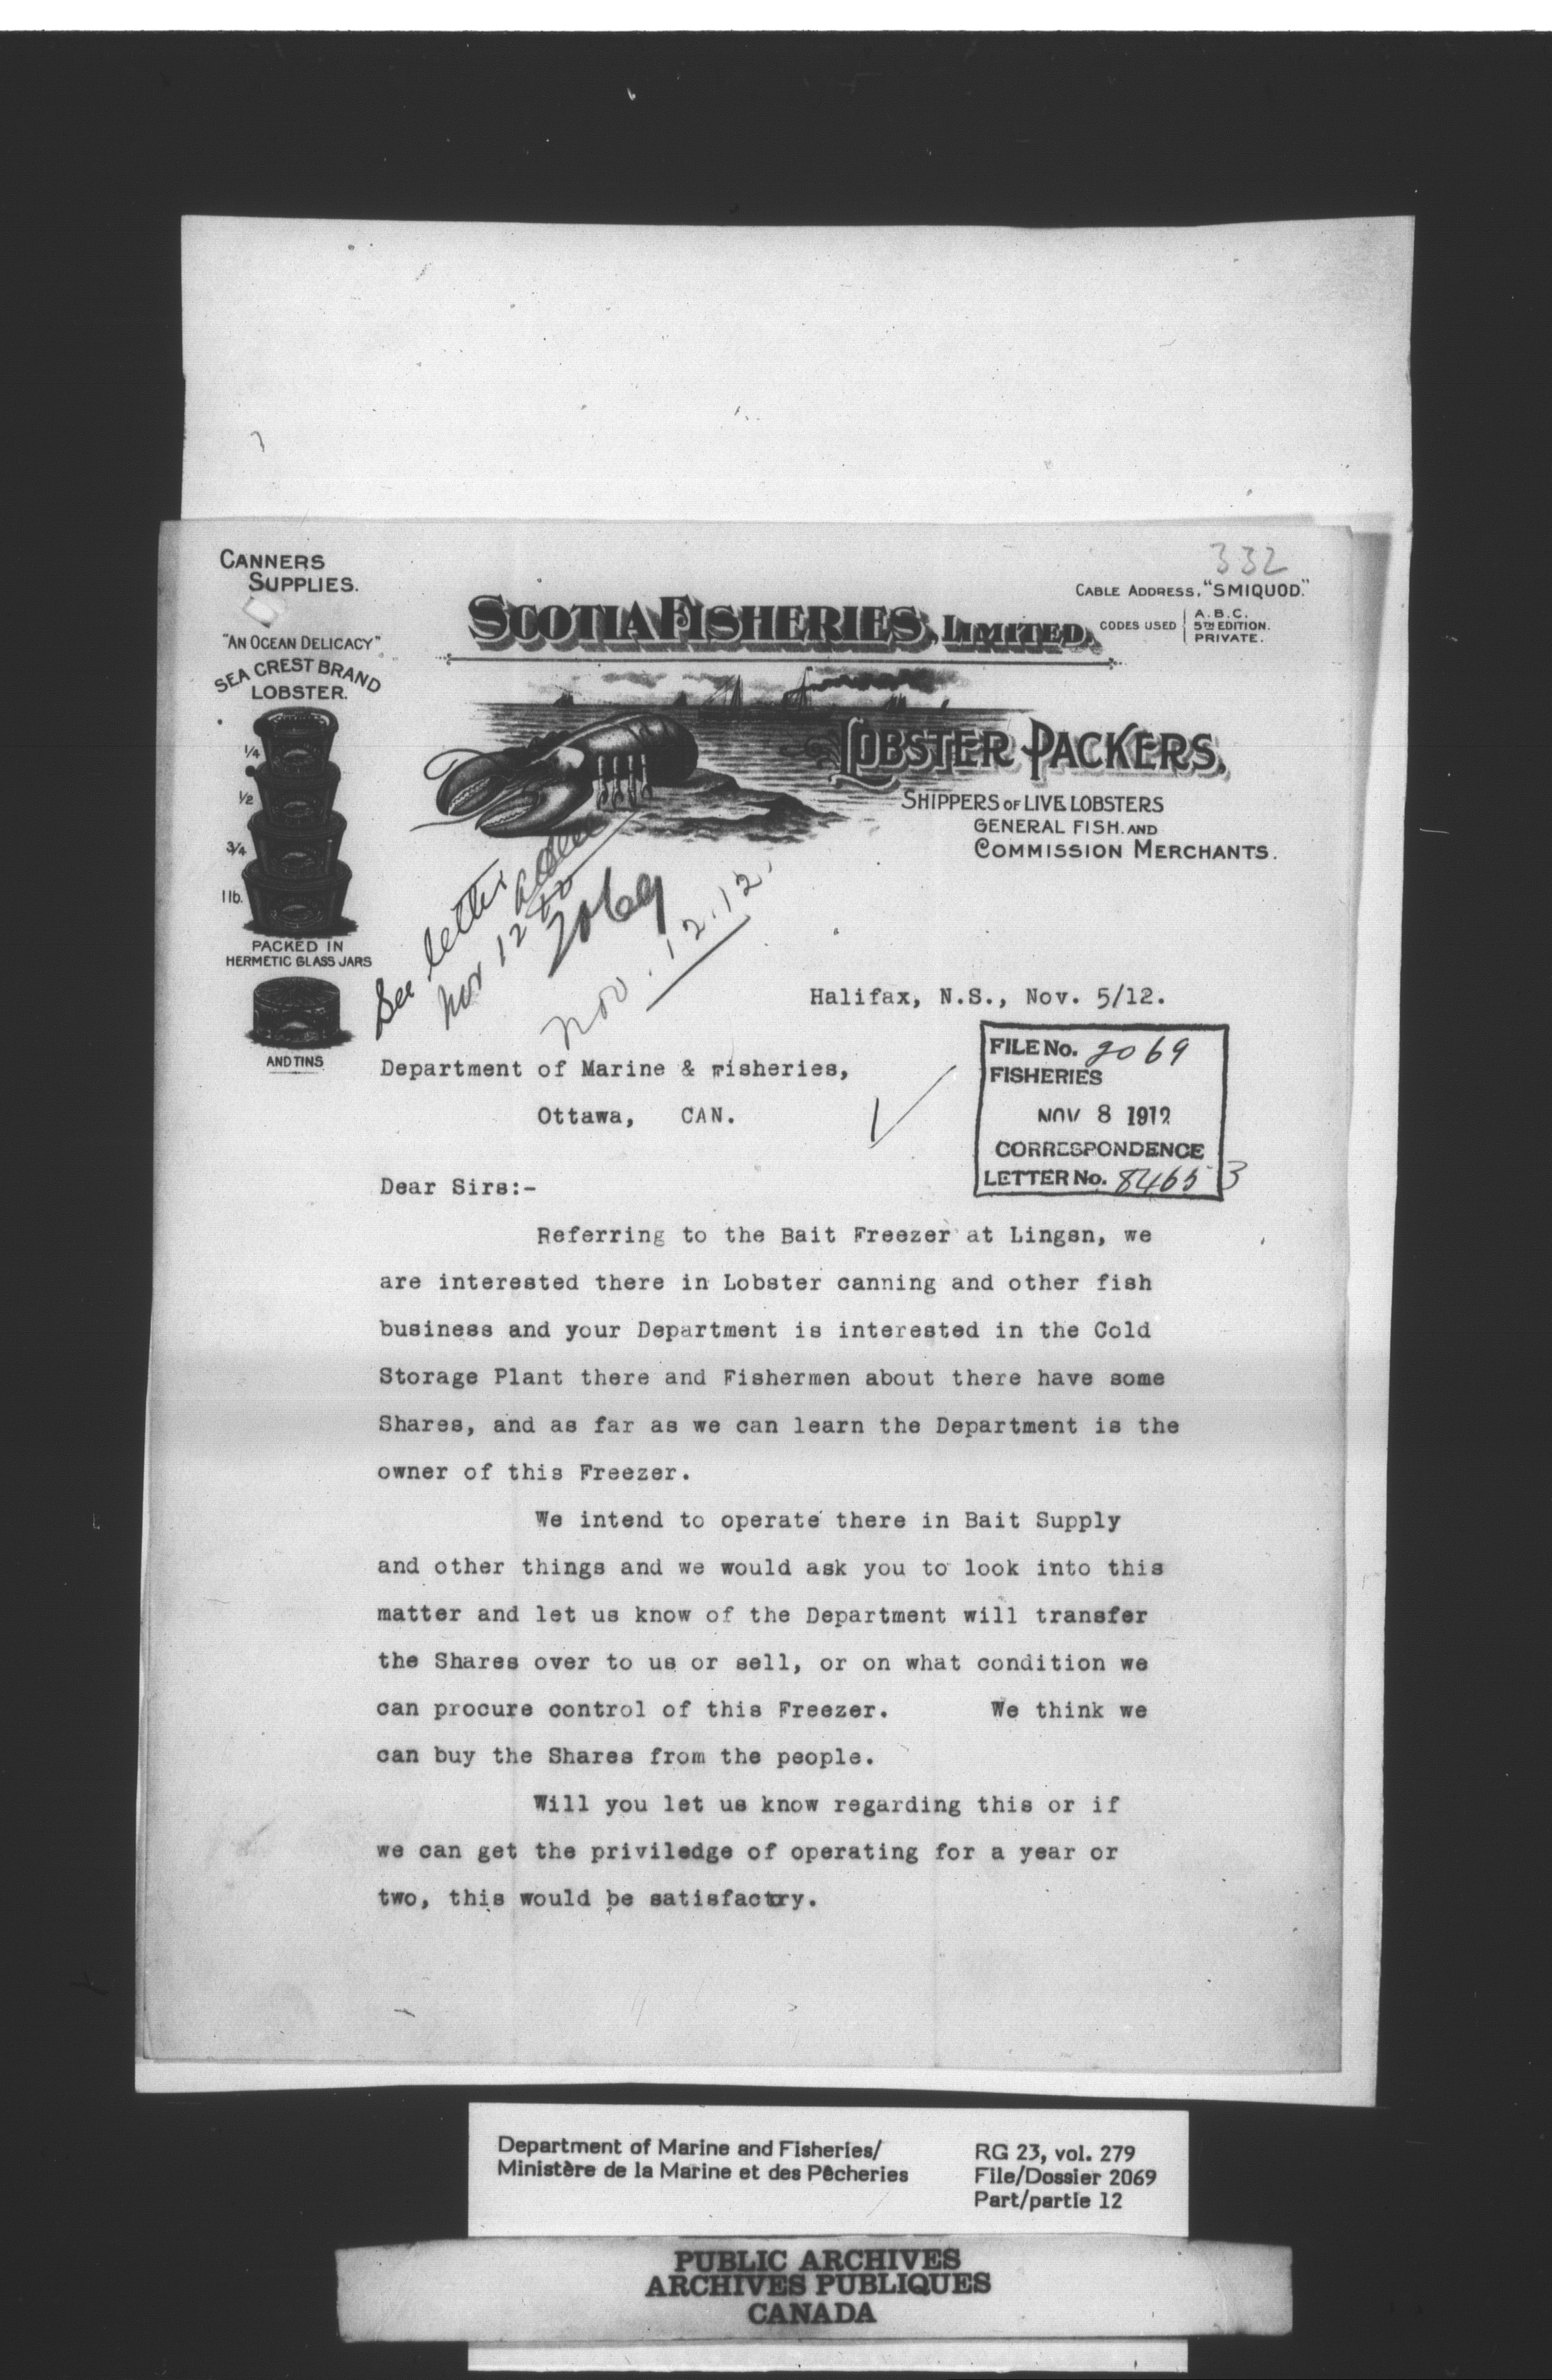 332
CANNERS
SUPPLIES.
CABLE ADDRESS, "SMIQUOD."
SCOTIA FISHERIES, LIMITED,
CODES USED
A.B.C.
5TH EDITION.
PRIVATE.
"AN OCEAN DELICACY"
SEA CREST BRAND
LOBSTER.
LOBSTER PACKERS,
SHIPPERS OF LIVE LOBSTERS
GENERAL FISH. AND
COMMISSION MERCHANTS.
1/4
1/2
3/4
1 lb.
PACKED IN
HERMETIC GLASS JARS
AND TINS
See letter
Nov 12
2069
Nov. 12.12.
Halifax, N.S., Nov. 5/12.
FILE No. 2069
FISHERIES
NOV 8 1912
CORRESPONDENCE
LETTER No. 84653
Department of Marine & Fisheries,
Ottawa, CAN.
Dear Sirs:-
Referring to the Bait Freezer at Lingan, we
are interested there in Lobster canning and other fish
business and your Department is interested in the Cold
Storage Plant there and Fishermen about there have some
Shares, and as far as we can learn the Department is the
owner of this Freezer.
We intend to operate there in Bait Supply
and other things and we would ask you to look into this
matter and let us know of the Department will transfer
the Shares over to us or sell, or on what condition we
can procure control of this Freezer. We think we
can buy the Shares from the people.
Will you let us know regarding this or if
we can get the priviledge of operating for a year or
two, this would be satisfactry.
Department of Marine and Fisheries/
Ministère de la Marine et des Pêcheries
RG 23, vol. 279
File/Dossier 2069
Part/partie 12
PUBLIC ARCHIVES
ARCHIVES PUBLIQUES
CANADA